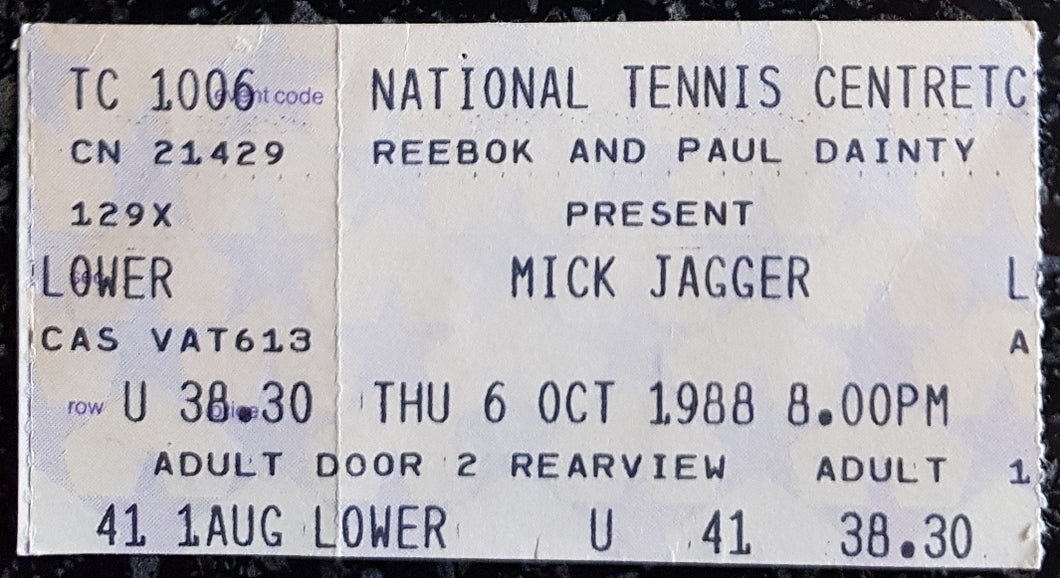 TC 1006 event code NATIONAL TENNIS CENTRETC
CN 21429 REEBOK AND PAUL DAINTY
129X PRESENT
LOWER MICK JAGGER L
CAS VAT613 A
row U 38.30 price THU 6 OCT 1988 8.00PM
ADULT DOOR 2 REARVIEW ADULT 1
41 1AUG LOWER U 41 38.30